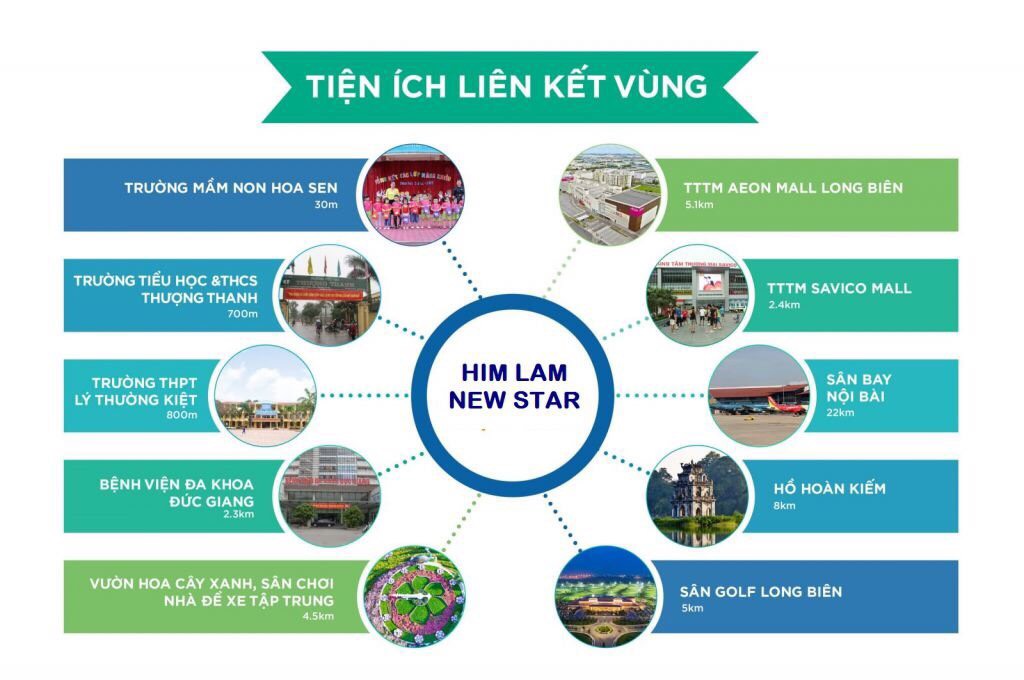 TIỆN ÍCH LIÊN KẾT VÙNG
TRƯỜNG MẦM NON HOA SEN
30m
TRƯỜNG TIỂU HỌC &THCS
THƯỢNG THANH
700m
TRƯỜNG THPT
LÝ THƯỜNG KIỆT
800m
BỆNH VIỆN ĐA KHOA
ĐỨC GIANG
2.3km
VƯỜN HOA CÂY XANH, SÂN CHƠI
NHÀ ĐỂ XE TẬP TRUNG
4.5km
HIM LAM
NEW STAR
TTTM AEON MALL LONG BIÊN
5.1km
TTTM SAVICO MALL
2.4km
SÂN BAY
NỘI BÀI
22km
HỒ HOÀN KIẾM
8km
SÂN GOLF LONG BIÊN
5km